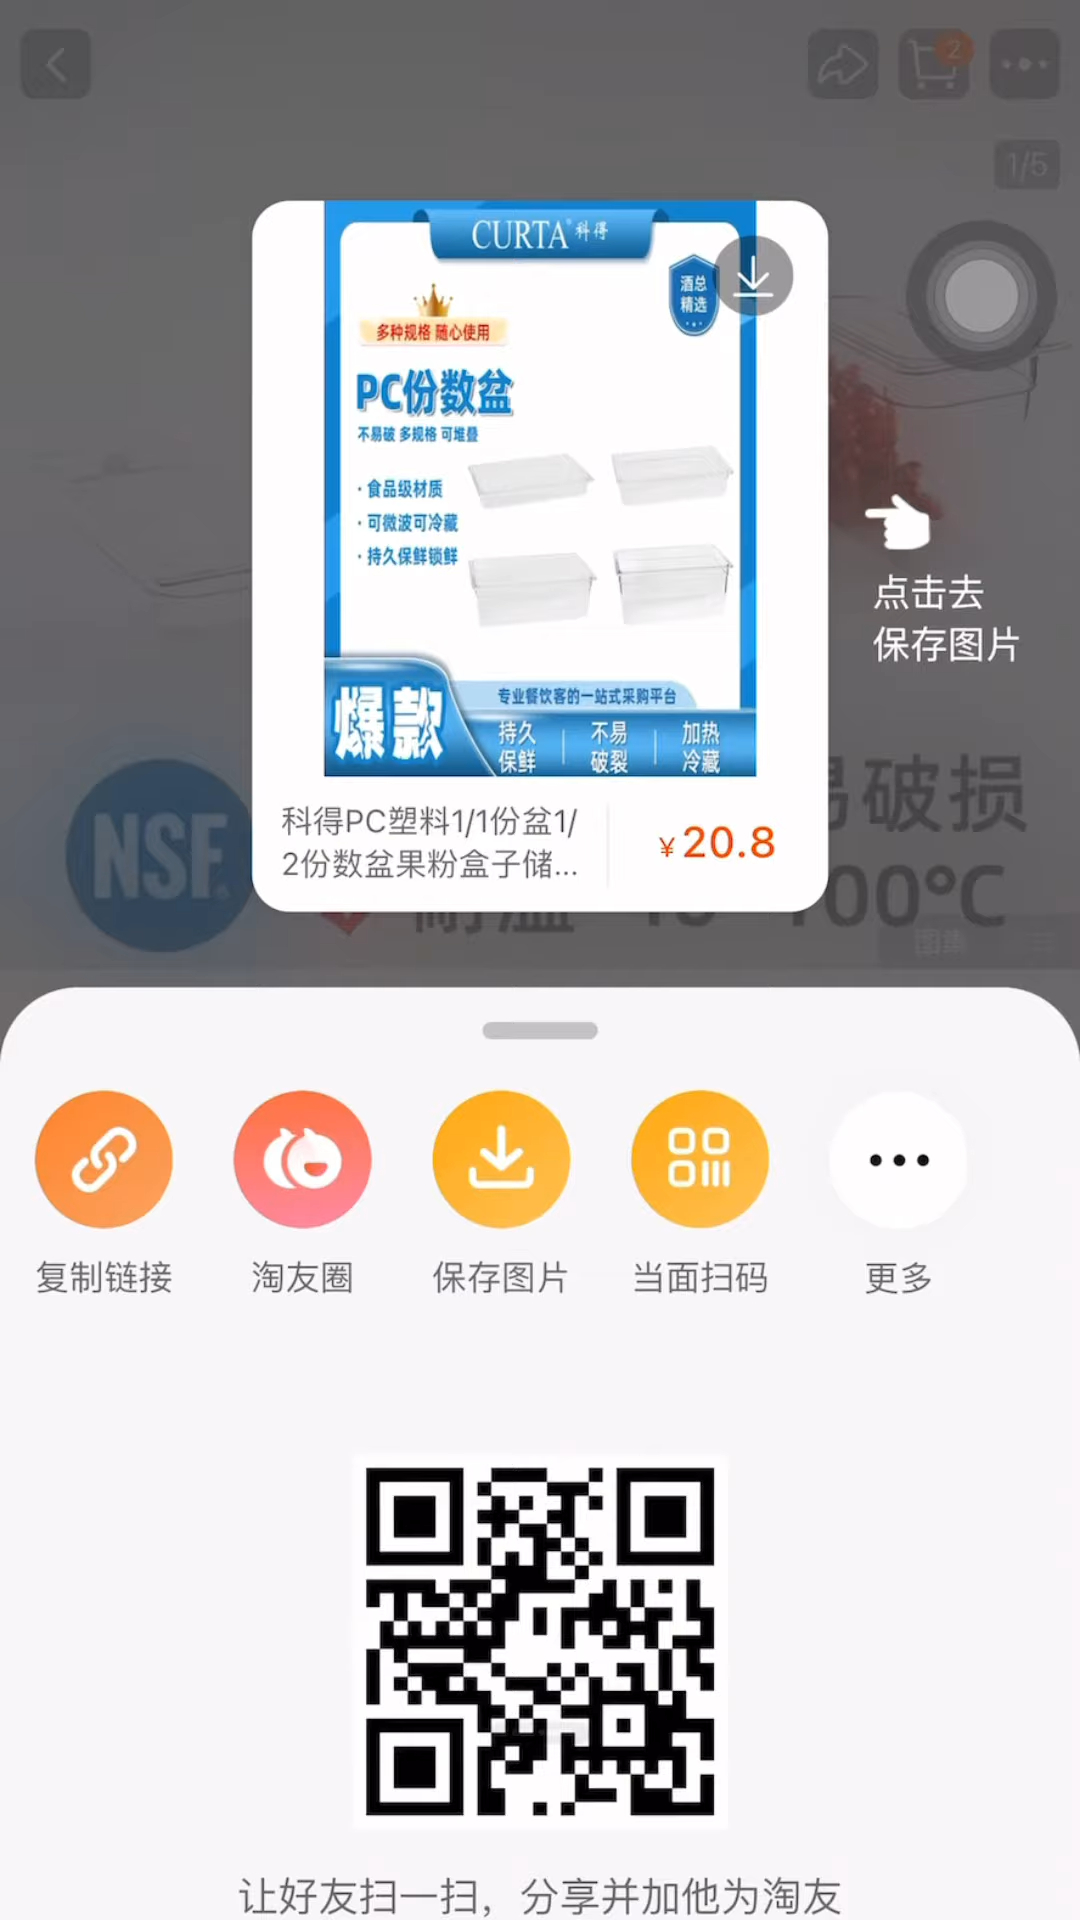 2
1/5
CURTA®科得
酒总
精选
多种规格 随心使用
PC份数盆
不易破 多规格 可堆叠
·食品级材质
·可微波可冷藏
·持久保鲜锁鲜
点击去
保存图片
专业餐饮客的一站式采购平台
爆款
持久
保鲜
不易
破裂
加热
冷藏
易破损
NSF®
科得PC塑料1/1份盆1/
2份数盆果粉盒子储...
¥20.8
100°C
图集
复制链接
淘友圈
保存图片
当面扫码
更多
让好友扫一扫，分享并加他为淘友